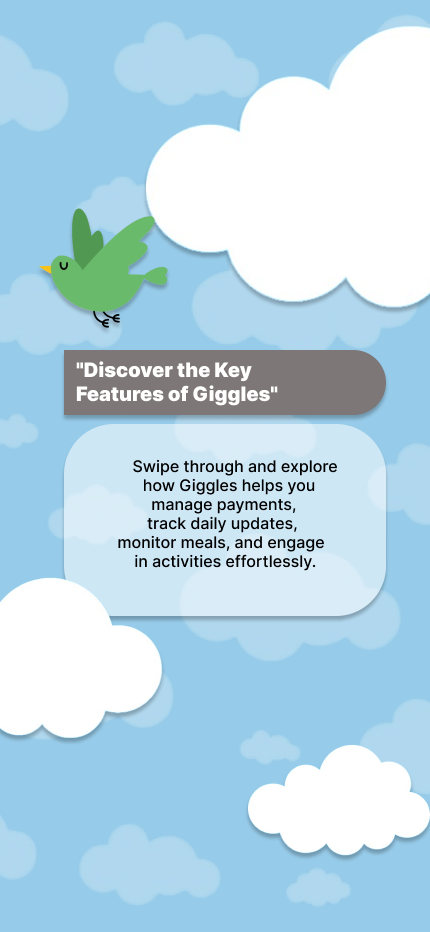 "Discover the Key
Features of Giggles"
Swipe through and explore
how Giggles helps you
manage payments,
track daily updates,
monitor meals, and engage
in activities effortlessly.